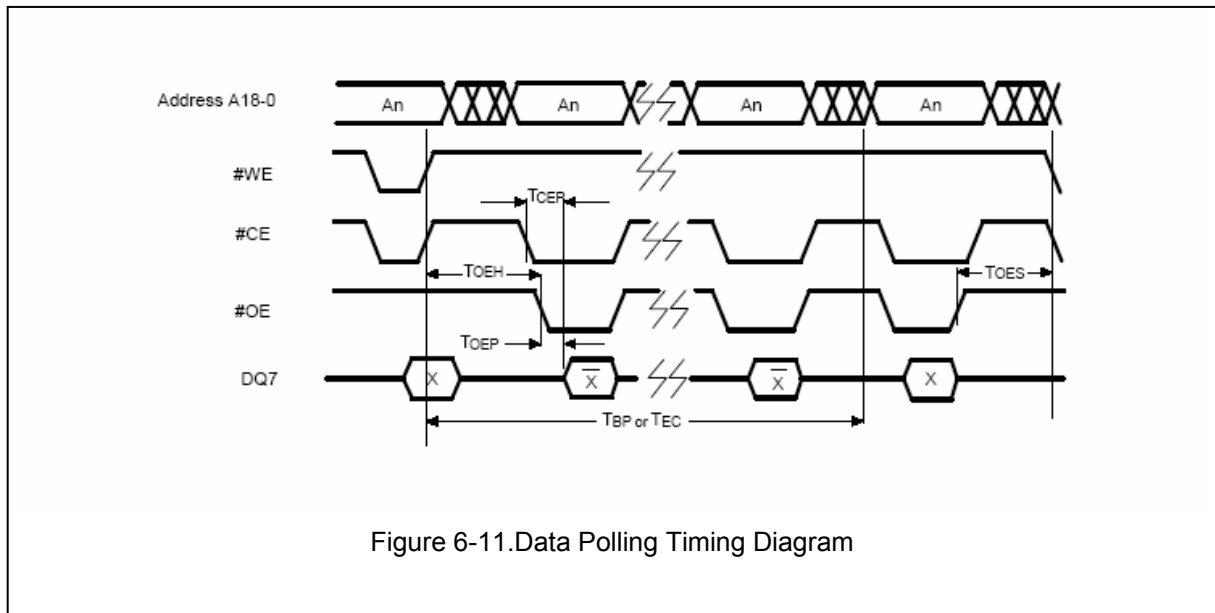 Address A18-0
An
An
An
An
#WE
TCEP
#CE
TOEH
TOES
#OE
TOEP
DQ7
X
X̅
X̅
X
TBP or TEC
Figure 6-11.Data Polling Timing Diagram